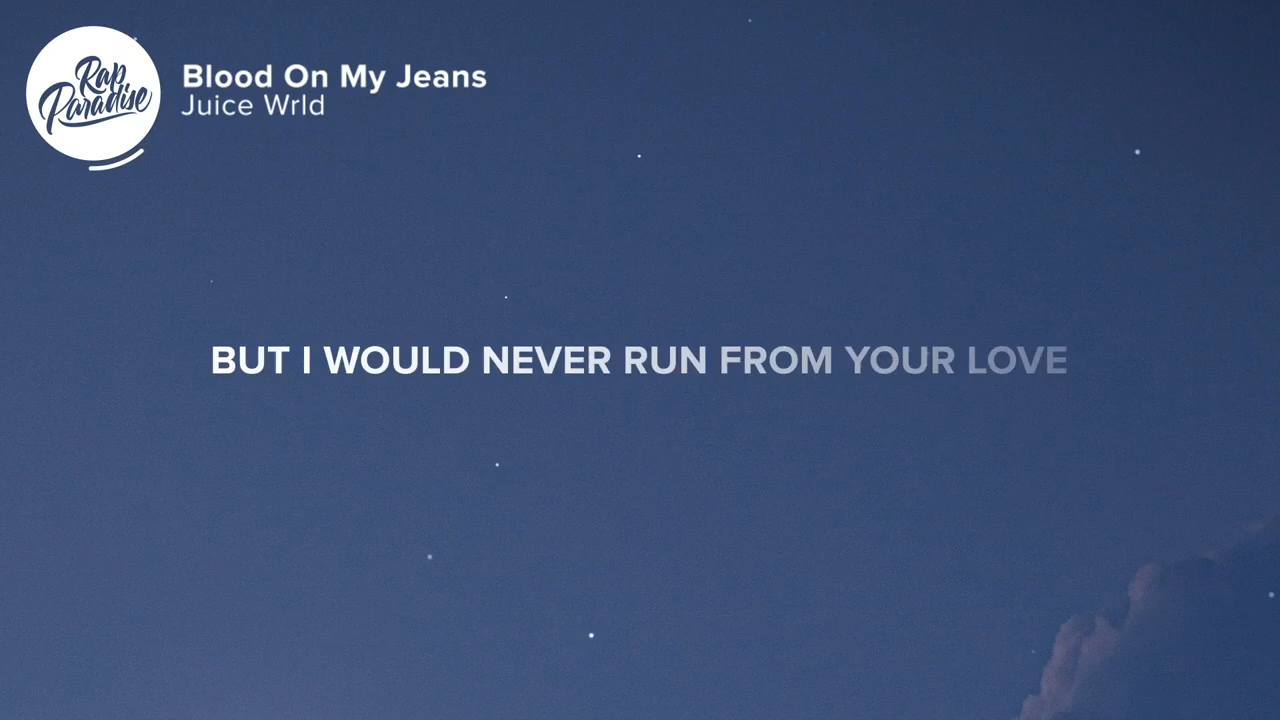 Rap
Paradise
Blood On My Jeans
Juice Wrld
BUT I WOULD NEVER RUN FROM YOUR LOVE